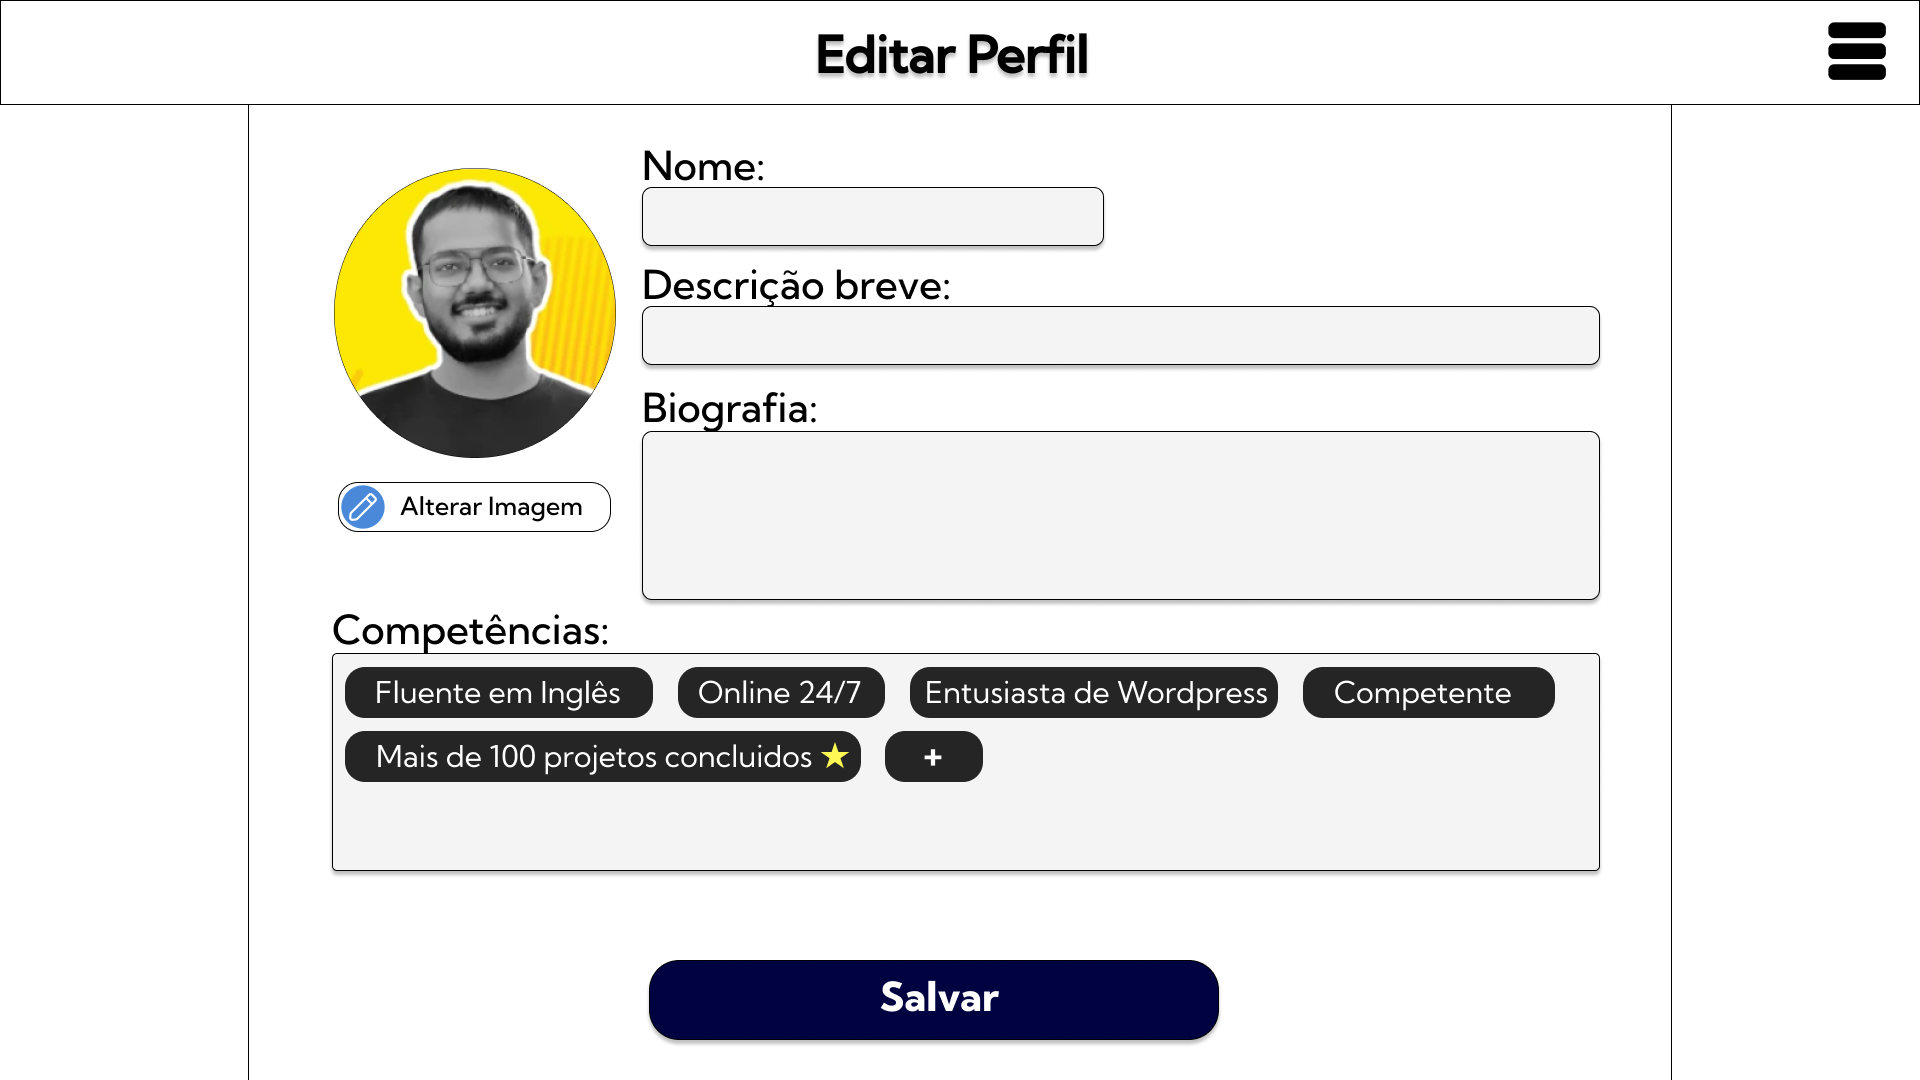 Editar Perfil
Nome:
Descrição breve:
Biografia:
Alterar Imagem
Competências:
Fluente em Inglês Online 24/7 Entusiasta de Wordpress Competente
Mais de 100 projetos concluidos ★ +
Salvar